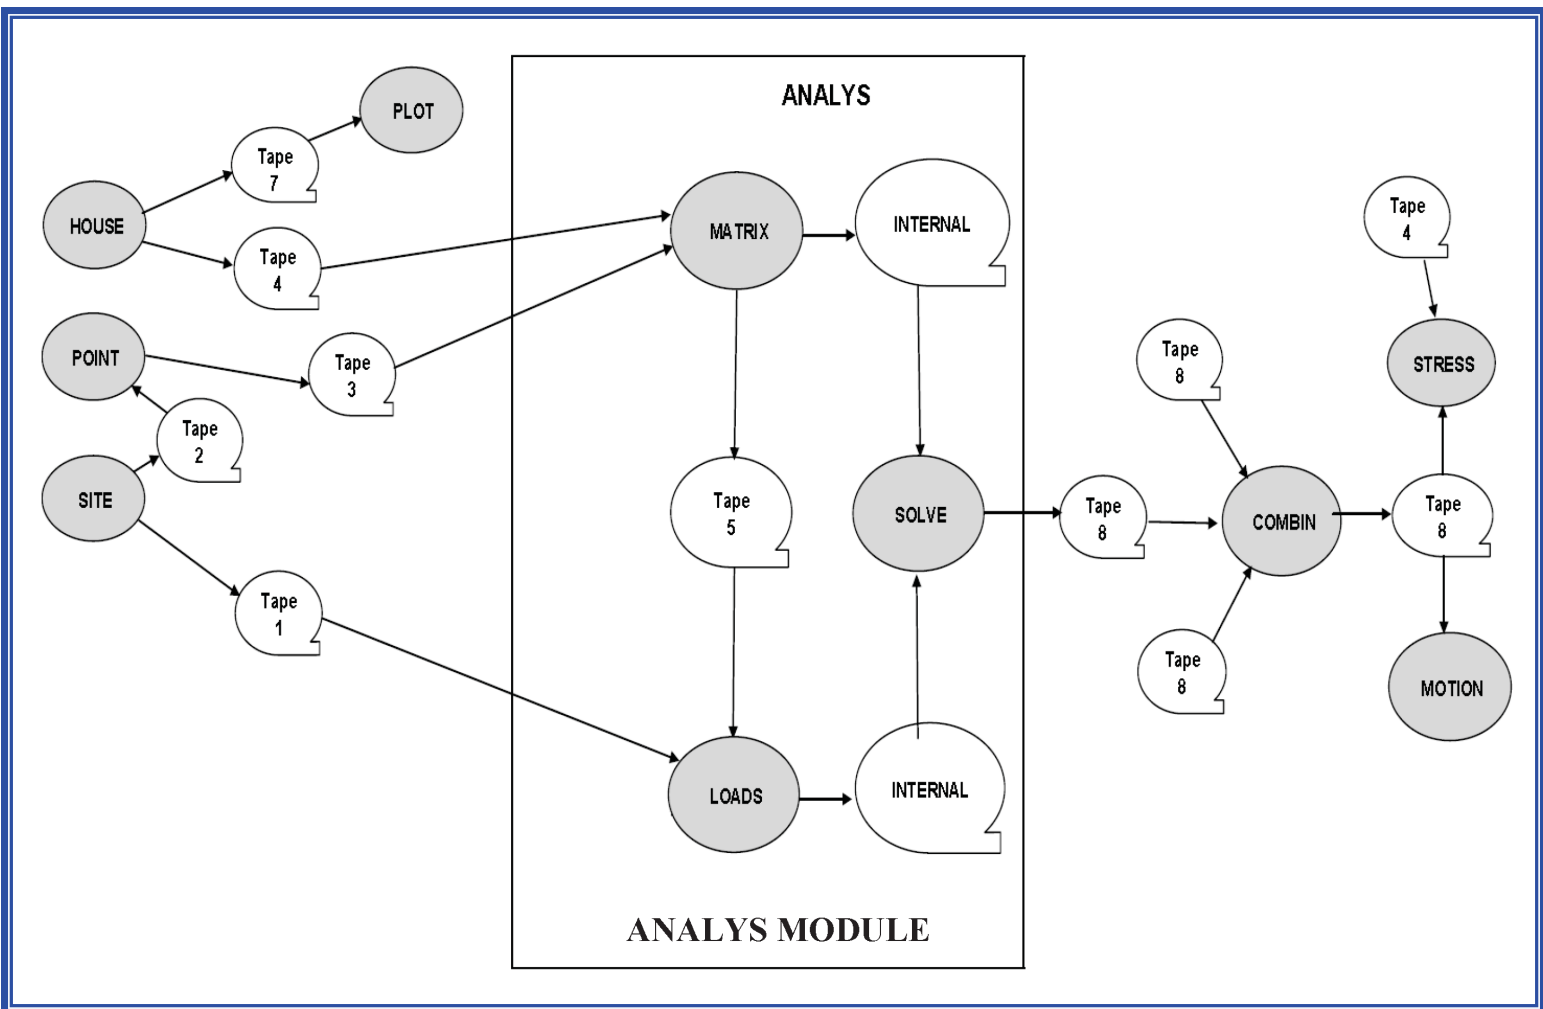 ANALYS
PLOT
Tape
7
HOUSE
Tape
4
MATRIX
INTERNAL
Tape
4
POINT
Tape
3
Tape
8
STRESS
Tape
2
SITE
Tape
5
SOLVE
Tape
8
COMBIN
Tape
8
Tape
1
Tape
8
MOTION
LOADS
INTERNAL
ANALYS MODULE